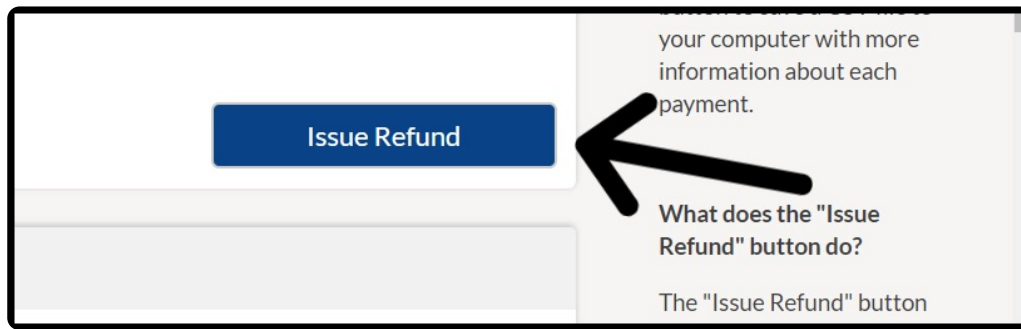 Issue Refund
your computer with more
information about each
payment.
What does the "Issue
Refund" button do?
The "Issue Refund" button